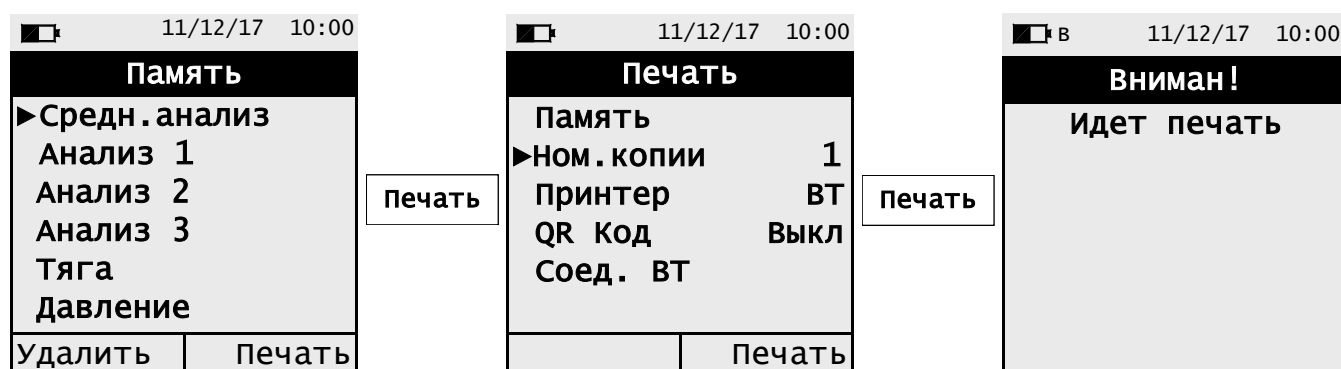 11/12/17 10:00
Память
►Средн.анализ
Анализ 1
Анализ 2
Анализ 3
Тяга
Давление
Удалить Печать
Печать
11/12/17 10:00
Печать
Память
►Ном.копии 1
Принтер ВТ
QR Код Выкл
Соед. ВТ
Печать
Печать
В 11/12/17 10:00
Вниман!
Идет печать